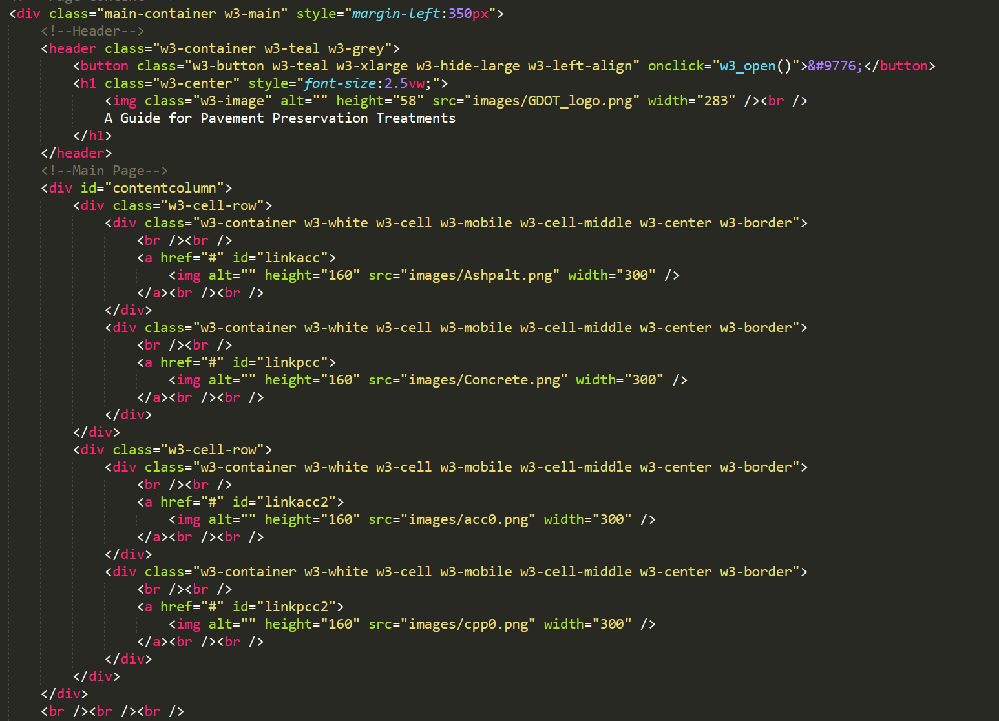 <div class="main-container w3-main" style="margin-left:350px">
<!--Header-->
<header class="w3-container w3-teal w3-grey">
<button class="w3-button w3-teal w3-xlarge w3-hide-large w3-left-align" onclick="w3_open()">&#9776;</button>
<h1 class="w3-center" style="font-size:2.5vw;">
<img class="w3-image" alt="" height="58" src="images/GDOT_logo.png" width="283" /><br />
A Guide for Pavement Preservation Treatments
</h1>
</header>
<!--Main Page-->
<div id="contentcolumn">
<div class="w3-cell-row">
<div class="w3-container w3-white w3-cell w3-mobile w3-cell-middle w3-center w3-border">
<br /><br />
<a href="#" id="linkacc">
<img alt="" height="160" src="images/Ashpalt.png" width="300" />
</a><br /><br />
</div>
<div class="w3-container w3-white w3-cell w3-mobile w3-cell-middle w3-center w3-border">
<br /><br />
<a href="#" id="linkpcc">
<img alt="" height="160" src="images/Concrete.png" width="300" />
</a><br /><br />
</div>
</div>
<div class="w3-cell-row">
<div class="w3-container w3-white w3-cell w3-mobile w3-cell-middle w3-center w3-border">
<br /><br />
<a href="#" id="linkacc2">
<img alt="" height="160" src="images/acc0.png" width="300" />
</a><br /><br />
</div>
<div class="w3-container w3-white w3-cell w3-mobile w3-cell-middle w3-center w3-border">
<br /><br />
<a href="#" id="linkpcc2">
<img alt="" height="160" src="images/cpp0.png" width="300" />
</a><br /><br />
</div>
</div>
</div>
<br /><br /><br />